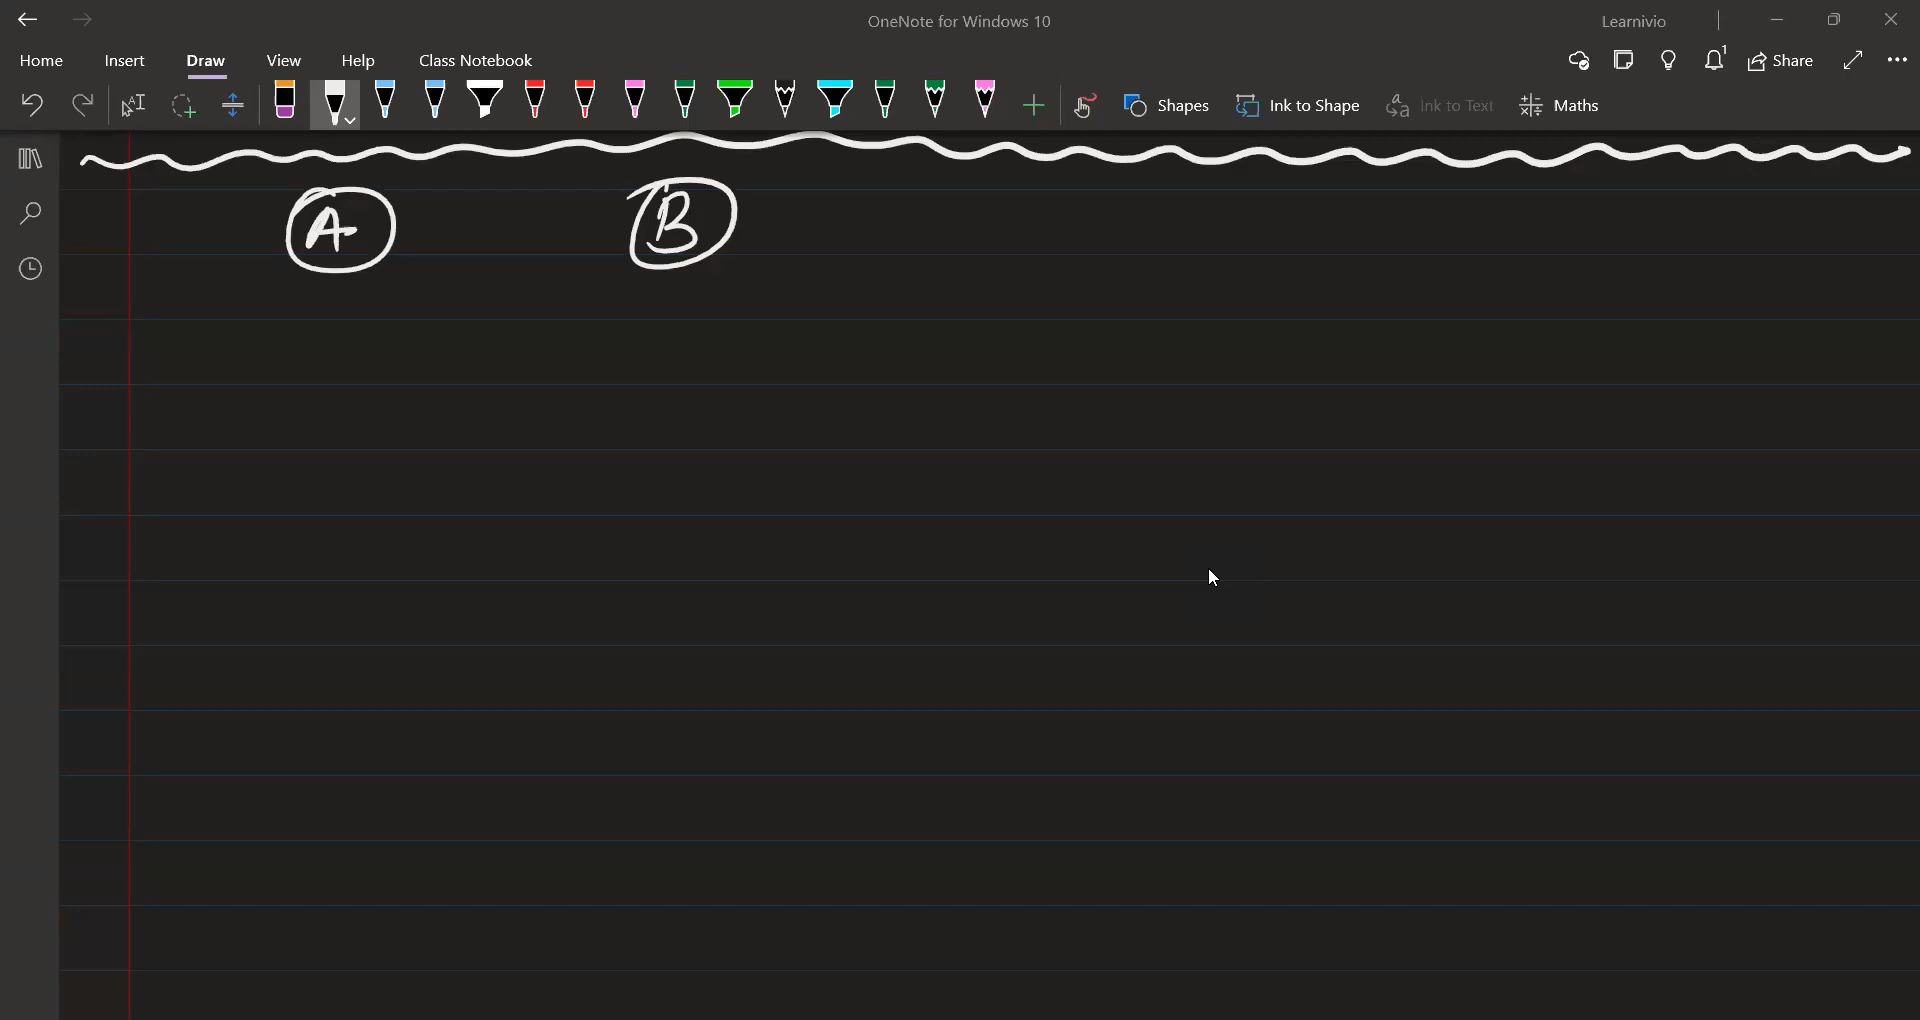 OneNote for Windows 10 Learnivio
Home Insert Draw View Help Class Notebook 1 Share
Shapes Ink to Shape Ink to Text Maths
A B